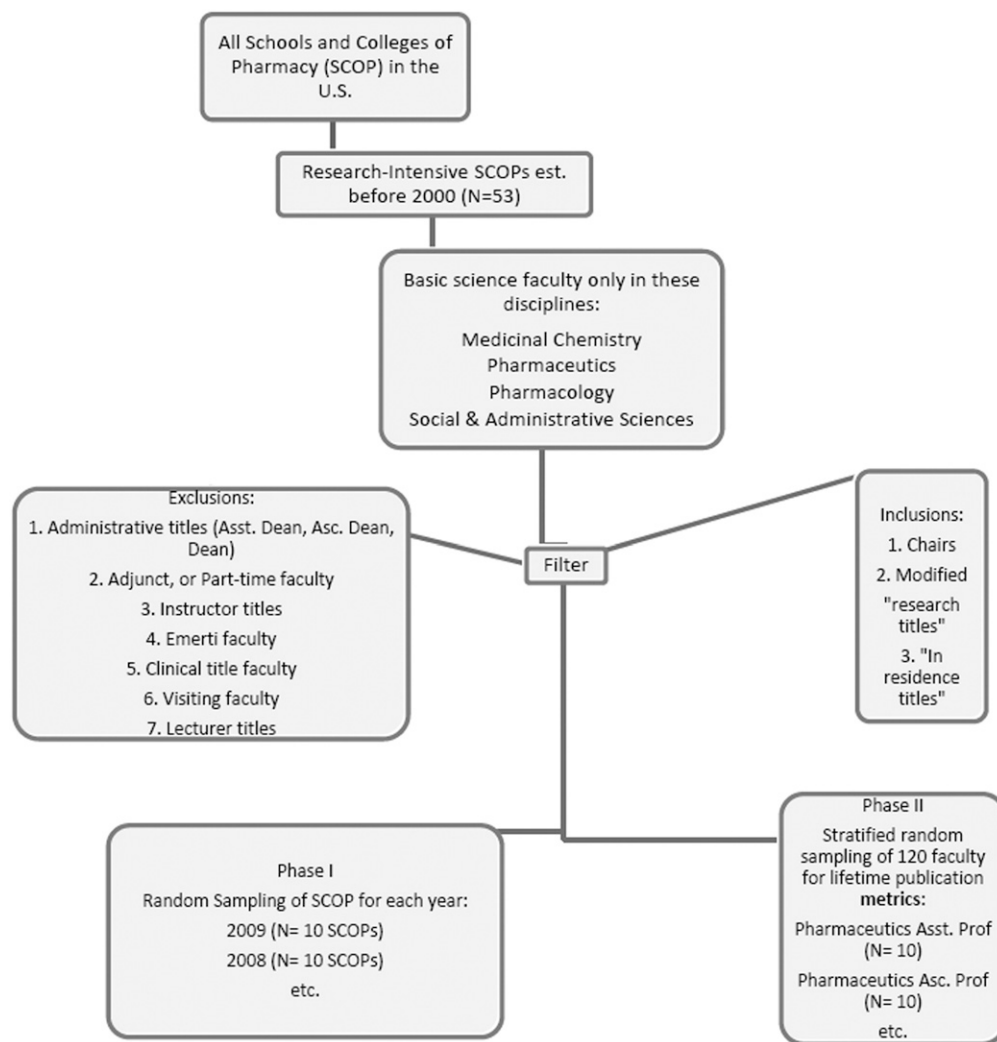 All Schools and Colleges of
Pharmacy (SCOP) in the
U.S.
Research-Intensive SCOPs est.
before 2000 (N=53)
Basic science faculty only in these
disciplines:
Medicinal Chemistry
Pharmaceutics
Pharmacology
Social & Administrative Sciences
Exclusions:
1. Administrative titles (Asst. Dean, Asc. Dean,
Dean)
2. Adjunct, or Part-time faculty
3. Instructor titles
4. Emerti faculty
5. Clinical title faculty
6. Visiting faculty
7. Lecturer titles
Filter
Inclusions:
1. Chairs
2. Modified
"research
titles"
3. "In
residence
titles"
Phase I
Random Sampling of SCOP for each year:
2009 (N= 10 SCOPs)
2008 (N= 10 SCOPs)
etc.
Phase II
Stratified random
sampling of 120 faculty
for lifetime publication
metrics:
Pharmaceutics Asst. Prof
(N= 10)
Pharmaceutics Asc. Prof
(N= 10)
etc.